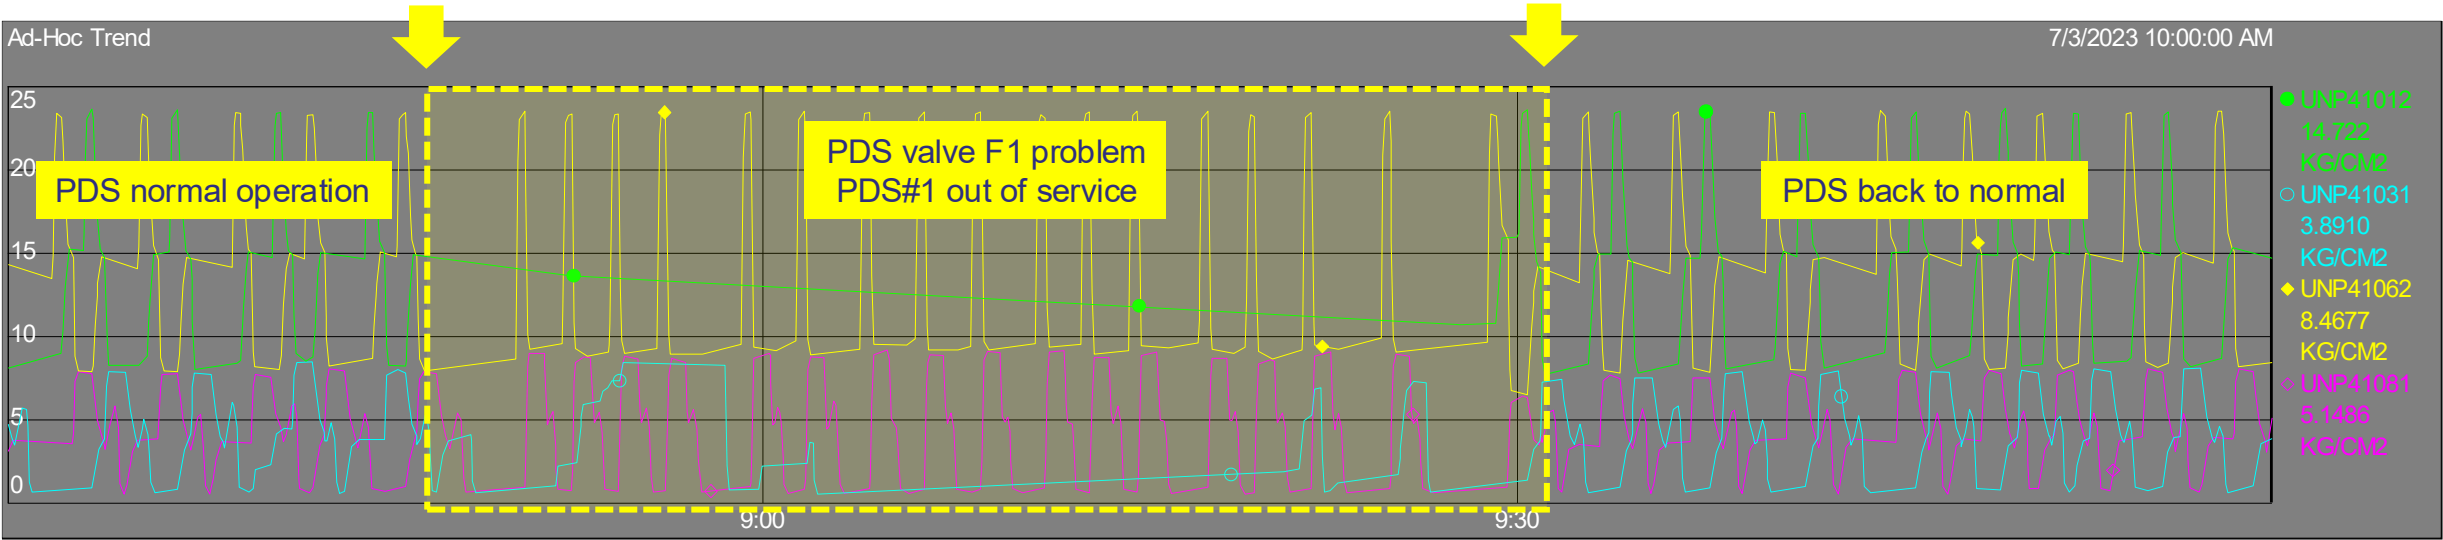 Ad-Hoc Trend
7/3/2023 10:00:00 AM
25
20
15
10
5
0
PDS normal operation
PDS valve F1 problem
PDS#1 out of service
PDS back to normal
9:00
9:30
UNP41012
14.722
KG/CM2
UNP41031
3.8910
KG/CM2
UNP41062
8.4677
KG/CM2
UNP41081
5.1486
KG/CM2